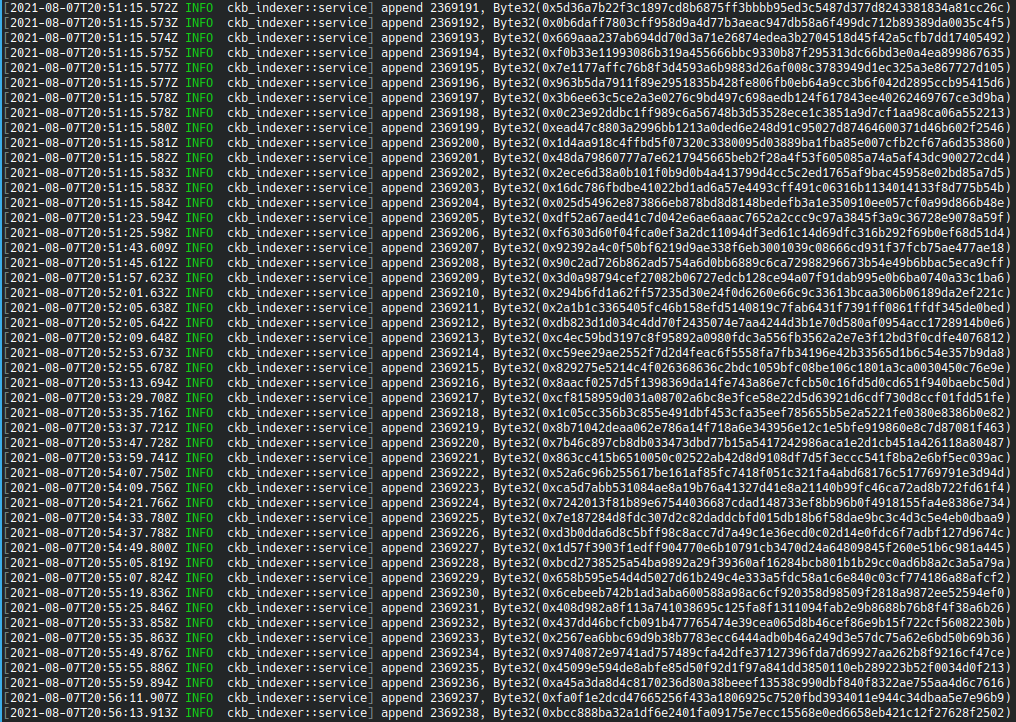 [2021-08-07T20:51:15.572Z INFO  ckb_indexer::service] append 2369191, Byte32(0x5d36a7b22f3c1897cd8b6875ff3bbbb95ed3c5487d377d8243381834a81cc26c)
[2021-08-07T20:51:15.573Z INFO  ckb_indexer::service] append 2369192, Byte32(0x0b6daff7803cff958d9a4d77b3aeac947db58a6f499dc712b89389da0035c4f5)
[2021-08-07T20:51:15.574Z INFO  ckb_indexer::service] append 2369193, Byte32(0x669aaa237ab694dd70d3a71e26874edea3b2704518d45f42a5cfb7dd17405492)
[2021-08-07T20:51:15.575Z INFO  ckb_indexer::service] append 2369194, Byte32(0xf0b33e11993086b319a455666bbc9330b87f295313dc66bd3e0a4ea899867635)
[2021-08-07T20:51:15.577Z INFO  ckb_indexer::service] append 2369195, Byte32(0x7e1177affc76b8f3d4593a6b9883d26af008c3783949d1ec325a3e867727d105)
[2021-08-07T20:51:15.577Z INFO  ckb_indexer::service] append 2369196, Byte32(0x963b5da7911f89e2951835b428fe806fb0eb64a9cc3b6f042d2895ccb95415d6)
[2021-08-07T20:51:15.578Z INFO  ckb_indexer::service] append 2369197, Byte32(0x3b6ee63c5ce2a3e0276c9bd497c698aedb124f617843ee40262469767ce3d9ba)
[2021-08-07T20:51:15.578Z INFO  ckb_indexer::service] append 2369198, Byte32(0x0c23e92ddbc1ff989c6a56748b3d53528ece1c3851a9d7cf1aa98ca06a552213)
[2021-08-07T20:51:15.580Z INFO  ckb_indexer::service] append 2369199, Byte32(0xead47c8803a2996bb1213a0ded6e248d91c95027d87464600371d46b602f2546)
[2021-08-07T20:51:15.581Z INFO  ckb_indexer::service] append 2369200, Byte32(0x1d4aa918c4ffbd5f07320c3380095d03889ba1fba85e007cfb2cf67a6d353860)
[2021-08-07T20:51:15.582Z INFO  ckb_indexer::service] append 2369201, Byte32(0x48da79860777a7e6217945665beb2f28a4f53f605085a74a5af43dc900272cd4)
[2021-08-07T20:51:15.583Z INFO  ckb_indexer::service] append 2369202, Byte32(0x2ece6d38a0b101f0b9d0b4a413799d4cc5c2ed1765af9bac45958e02bd85a7d5)
[2021-08-07T20:51:15.583Z INFO  ckb_indexer::service] append 2369203, Byte32(0x16dc786fbdbe41022bd1ad6a57e4493cff491c06316b1134014133f8d775b54b)
[2021-08-07T20:51:15.584Z INFO  ckb_indexer::service] append 2369204, Byte32(0x025d54962e873866eb878bd8d8148bedefb3a1e350910ee057cf0a99d866b48e)
[2021-08-07T20:51:23.594Z INFO  ckb_indexer::service] append 2369205, Byte32(0xdf52a67aed41c7d042e6ae6aaac7652a2ccc9c97a3845f3a9c36728e9078a59f)
[2021-08-07T20:51:25.598Z INFO  ckb_indexer::service] append 2369206, Byte32(0xf6303d60f04fca0ef3a2dc11094df3ed61c14d69dfc316b292f69b0ef68d51d4)
[2021-08-07T20:51:43.609Z INFO  ckb_indexer::service] append 2369207, Byte32(0x92392a4c0f50bf6219d9ae338f6eb3001039c08666cd931f37fcb75ae477ae18)
[2021-08-07T20:51:45.612Z INFO  ckb_indexer::service] append 2369208, Byte32(0x90c2ad726b862ad5754a6d0bb6889c6ca72988296673b54e49b6bbac5eca9cff)
[2021-08-07T20:51:57.623Z INFO  ckb_indexer::service] append 2369209, Byte32(0x3d0a98794cef27082b06727edcb128ce94a07f91dab995e0b6ba0740a33c1ba6)
[2021-08-07T20:52:01.632Z INFO  ckb_indexer::service] append 2369210, Byte32(0x294b6fd1a62ff57235d30e24f0d6260e66c9c33613bcaa306b06189da2ef221c)
[2021-08-07T20:52:05.638Z INFO  ckb_indexer::service] append 2369211, Byte32(0x2a1b1c3365405fc46b158efd5140819c7fab6431f7391ff0861ffdf345de0bed)
[2021-08-07T20:52:05.642Z INFO  ckb_indexer::service] append 2369212, Byte32(0xdb823d1d034c4dd70f2435074e7aa4244d3b1e70d580af0954acc1728914b0e6)
[2021-08-07T20:52:09.648Z INFO  ckb_indexer::service] append 2369213, Byte32(0xc4ec59bd3197c8f95892a0980fdc3a556fb3562a2e7e3f12bd3f0cdfe4076812)
[2021-08-07T20:52:53.673Z INFO  ckb_indexer::service] append 2369214, Byte32(0xc59ee29ae2552f7d2d4feac6f5558fa7fb34196e42b33565d1b6c54e357b9da8)
[2021-08-07T20:52:55.678Z INFO  ckb_indexer::service] append 2369215, Byte32(0x829275e5214c4f026368636c2bdc1059bfc08be106c1801a3ca0030450c76e9e)
[2021-08-07T20:53:13.694Z INFO  ckb_indexer::service] append 2369216, Byte32(0x8aacf0257d5f1398369da14fe743a86e7cfcb50c16fd5d0cd651f940baebc50d)
[2021-08-07T20:53:29.708Z INFO  ckb_indexer::service] append 2369217, Byte32(0xcf8158959d031a08702a6bc8e3fce58e22d5d63921d6cdf730d8ccf01fdd51fe)
[2021-08-07T20:53:35.716Z INFO  ckb_indexer::service] append 2369218, Byte32(0x1c05cc356b3c855e491dbf453cfa35eef785655b5e2a5221fe0380e8386b0e82)
[2021-08-07T20:53:37.721Z INFO  ckb_indexer::service] append 2369219, Byte32(0x8b71042deaa062e786a14f718a6e343956e12c1e5bfe919860e8c7d87081f463)
[2021-08-07T20:53:47.728Z INFO  ckb_indexer::service] append 2369220, Byte32(0x7b46c897cb8db033473dbd77b15a5417242986aca1e2d1cb451a426118a80487)
[2021-08-07T20:53:59.741Z INFO  ckb_indexer::service] append 2369221, Byte32(0x863cc415b6510050c02522ab42d8d9108df7d5f3eccc541f8ba2e6bf5ec039ac)
[2021-08-07T20:54:07.750Z INFO  ckb_indexer::service] append 2369222, Byte32(0x52a6c96b255617be161af85fc7418f051c321fa4abd68176c517769791e3d94d)
[2021-08-07T20:54:09.756Z INFO  ckb_indexer::service] append 2369223, Byte32(0xca5d7abb531084ae8a19b76a41327d41e8a21140b99fc46ca72ad8b722fd61f4)
[2021-08-07T20:54:21.766Z INFO  ckb_indexer::service] append 2369224, Byte32(0x7242013f81b89e67544036687cdad148733ef8bb96b0f4918155fa4e8386e734)
[2021-08-07T20:54:33.780Z INFO  ckb_indexer::service] append 2369225, Byte32(0x7e187284d8fdc307d2c82daddcbfd015db18b6f58dae9bc3c4d3c5e4eb0dbaa9)
[2021-08-07T20:54:37.788Z INFO  ckb_indexer::service] append 2369226, Byte32(0xd3b0dda6d8c5bff98c8acc7d7a49c1e36ecd0c02d14e0fdc6f7adbf127d9674c)
[2021-08-07T20:54:49.800Z INFO  ckb_indexer::service] append 2369227, Byte32(0x1d57f3903f1edff904770e6b10791cb3470d24a64809845f260e51b6c981a445)
[2021-08-07T20:55:05.819Z INFO  ckb_indexer::service] append 2369228, Byte32(0xbcd2738525a54ba9892a29f39360af16284bcb801b1b29cc0ad6b8a2c3a5a79a)
[2021-08-07T20:55:07.824Z INFO  ckb_indexer::service] append 2369229, Byte32(0x658b595e54d4d5027d61b249c4e333a5fdc58a1c6e840c03cf774186a88afcf2)
[2021-08-07T20:55:19.836Z INFO  ckb_indexer::service] append 2369230, Byte32(0x6cebeeb742b1ad3aba600588a98ac6cf920358d98509f2818a9872ee52594ef0)
[2021-08-07T20:55:25.846Z INFO  ckb_indexer::service] append 2369231, Byte32(0x408d982a8f113a741038695c125fa8f1311094fab2e9b8688b76b8f4f38a6b26)
[2021-08-07T20:55:33.858Z INFO  ckb_indexer::service] append 2369232, Byte32(0x437dd46bcfcb091b477765474e39cea065d8b46cef86e9b15f722cf56082230b)
[2021-08-07T20:55:35.863Z INFO  ckb_indexer::service] append 2369233, Byte32(0x2567ea6bbc69d9b38b7783ecc6444adb0b46a249d3e57dc75a62e6bd50b69b36)
[2021-08-07T20:55:49.876Z INFO  ckb_indexer::service] append 2369234, Byte32(0x9740872e9741ad757489cfa42dfe37127396fda7d69927aa262b8f9216cf47ce)
[2021-08-07T20:55:55.886Z INFO  ckb_indexer::service] append 2369235, Byte32(0x45099e594de8abfe85d50f92d1f97a841dd3850110eb289223b52f0034d0f213)
[2021-08-07T20:55:59.894Z INFO  ckb_indexer::service] append 2369236, Byte32(0xa45a3da8d4c8170236d80a38beeef13538c990dbf840f8322ae755aa4d6c7616)
[2021-08-07T20:56:11.907Z INFO  ckb_indexer::service] append 2369237, Byte32(0xfa0f1e2dcd47665256f433a1806925c7520fbd3934011e944c34dbaa5e7e96b9)
[2021-08-07T20:56:13.913Z INFO  ckb_indexer::service] append 2369238, Byte32(0xbcc888ba32a1df6e2401fa09175e7ecc15568e0ed6658eb421c12f27628f2502)